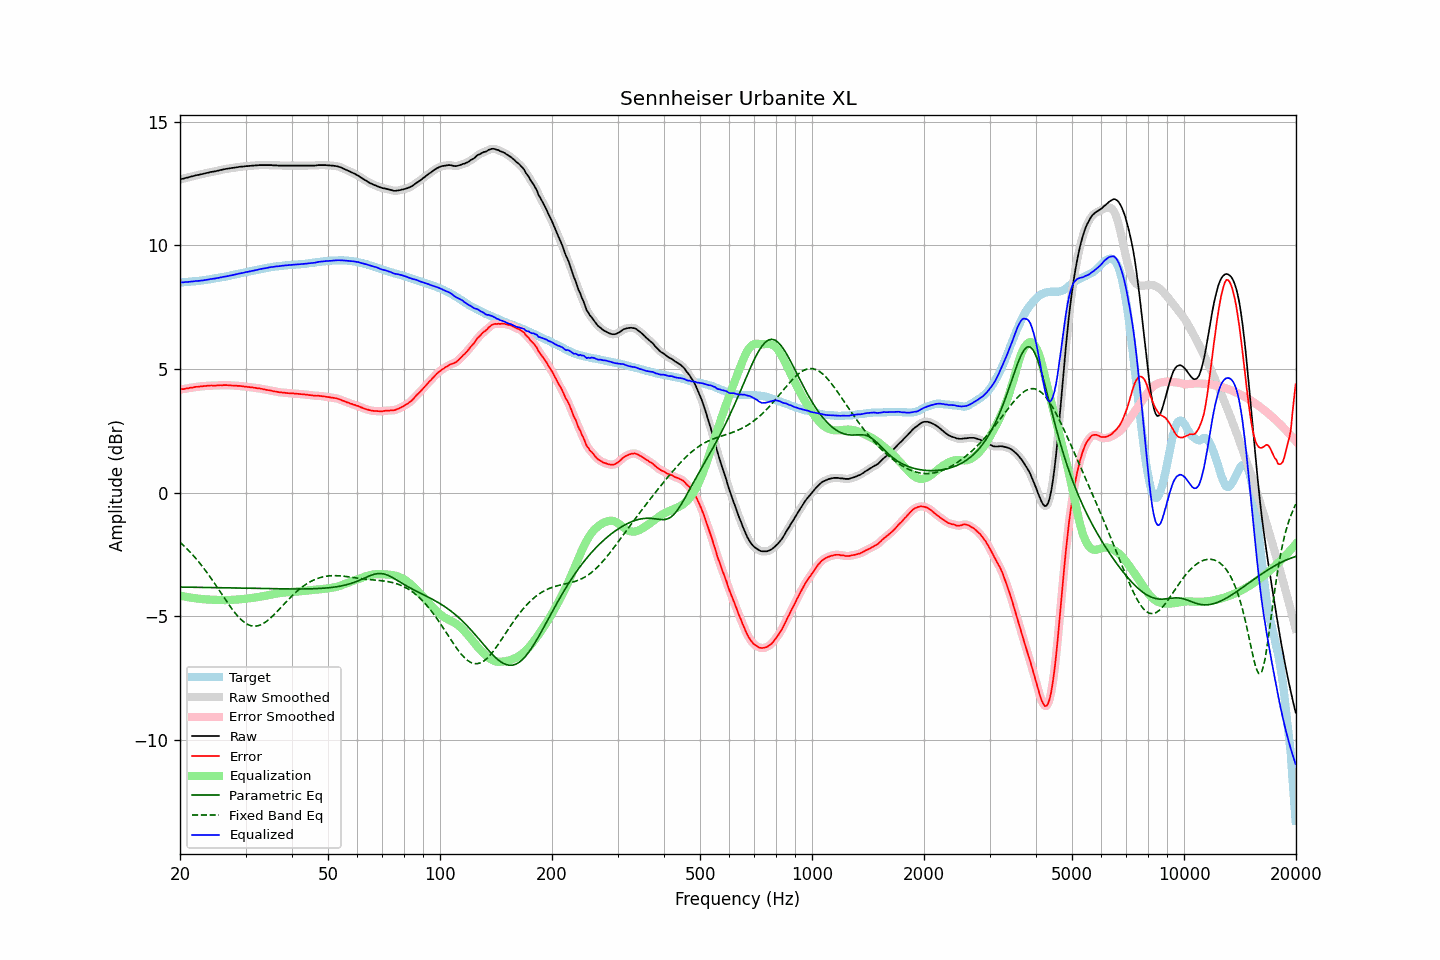 Sennheiser Urbanite XL
15
10
5
0
−5
−10
Amplitude (dBr)
Target
Raw Smoothed
Error Smoothed
Raw
Error
Equalization
Parametric Eq
Fixed Band Eq
Equalized
20 50 100 200 500 1000 2000 5000 10000 20000
Frequency (Hz)